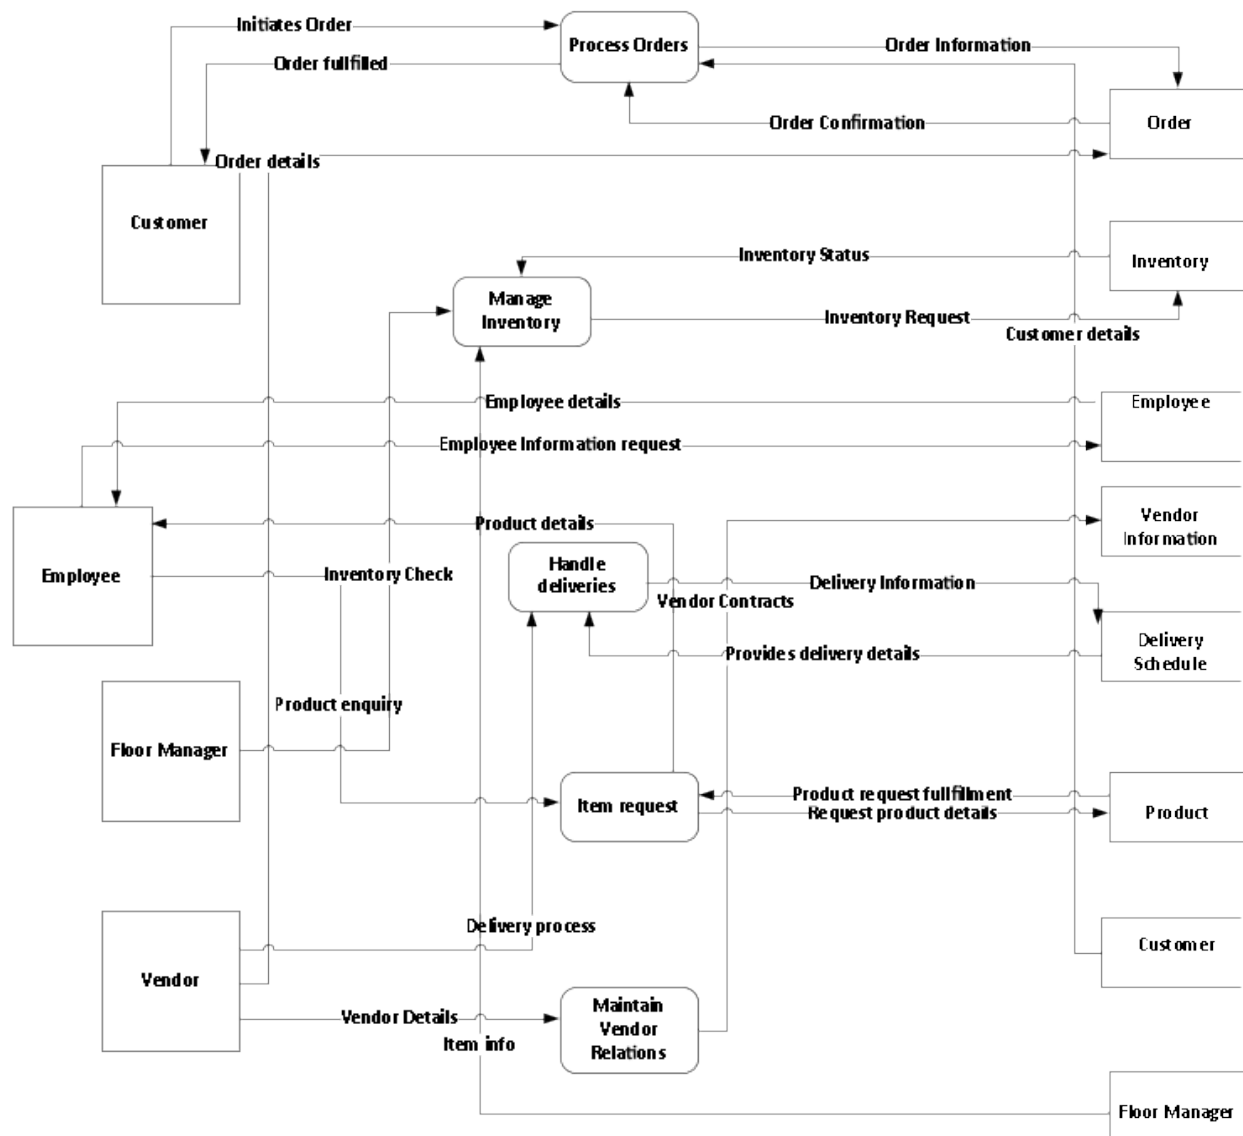 Initiates Order
Process Orders
Order Information
Order fullfilled
Order Confirmation
Order
Order details
Customer
Inventory Status
Inventory
Manage
Inventory
Inventory Request
Customer details
Employee details
Employee
Employee Information request
Product details
Vendor
Information
Employee
Inventory Check
Handle
deliveries
Delivery Information
Vendor Contracts
Provides delivery details
Delivery
Schedule
Product enquiry
Floor Manager
Item request
Product request fullfillment
Request product details
Product
Delivery process
Customer
Vendor
Vendor Details
Maintain
Vendor
Relations
Item info
Floor Manager